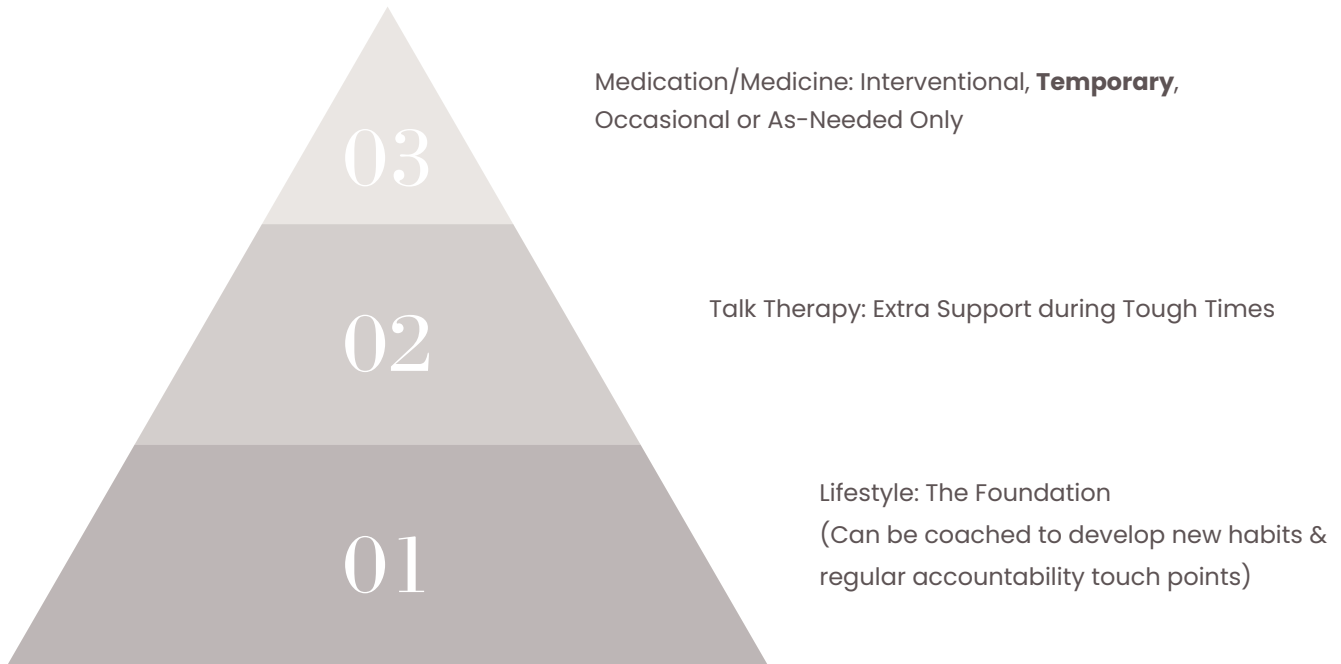 Medication/Medicine: Interventional, Temporary,
Occasional or As-Needed Only
03
Talk Therapy: Extra Support during Tough Times
02
Lifestyle: The Foundation
(Can be coached to develop new habits &
regular accountability touch points)
01